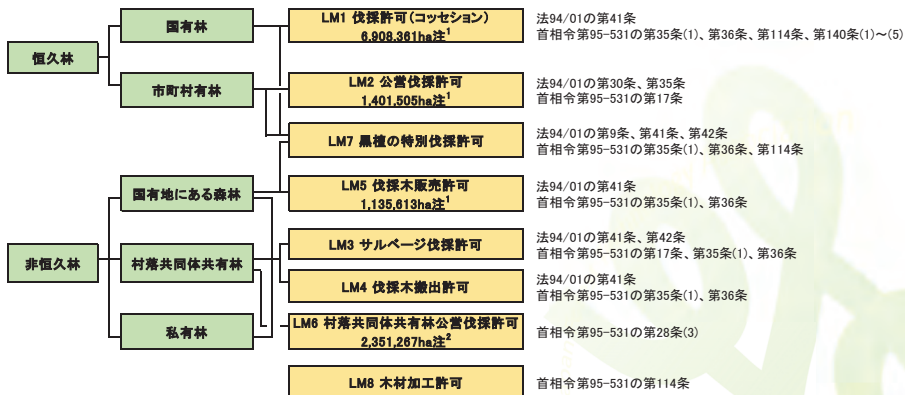 恒久林
国有林
市町村有林
非恒久林
国有地にある森林
村落共同体共有林
私有林
LM1 伐採許可(コッセション)
6,908,361ha注1
法94/01の第41条
首相令第95-531の第35条(1)、第36条、第114条、第140条(1)~(5)
LM2 公営伐採許可
1,401,505ha注1
法94/01の第30条、第35条
首相令第95-531の第17条
LM7 黒檀の特別伐採許可
法94/01の第9条、第41条、第42条
首相令第95-531の第35条(1)、第36条、第114条
LM5 伐採木販売許可
1,135,613ha注1
法94/01の第41条
首相令第95-531の第35条(1)、第36条
LM3 サルベージ伐採許可
法94/01の第41条、第42条
首相令第95-531の第17条、第35条(1)、第36条
LM4 伐採木搬出許可
法94/01の第41条
首相令第95-531の第35条(1)、第36条
LM6 村落共同体共有林公営伐採許可
2,351,267ha注2
首相令第95-531の第28条(3)
LM8 木材加工許可
首相令第95-531の第114条